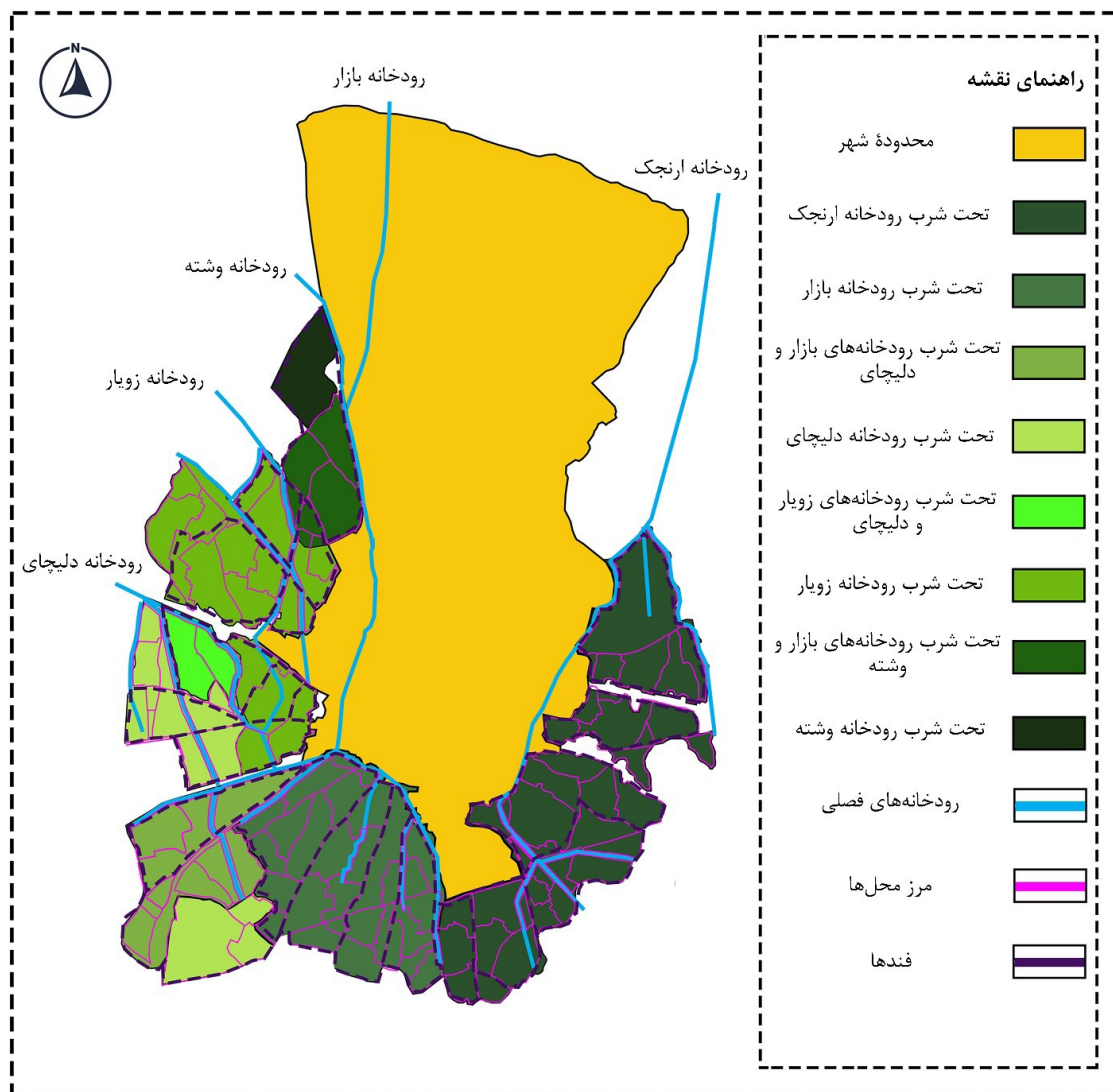 N
رودخانه بازار
رودخانه ارنجک
رودخانه وشته
رودخانه زویار
رودخانه دلیچای
راهنمای نقشه
محدودهٔ شهر
تحت شرب رودخانه ارنجک
تحت شرب رودخانه بازار
تحت شرب رودخانه‌های بازار و
دلیچای
تحت شرب رودخانه دلیچای
تحت شرب رودخانه‌های زویار
و دلیچای
تحت شرب رودخانه زویار
تحت شرب رودخانه‌های بازار و
وشته
تحت شرب رودخانه وشته
رودخانه‌های فصلی
مرز محل‌ها
فندها